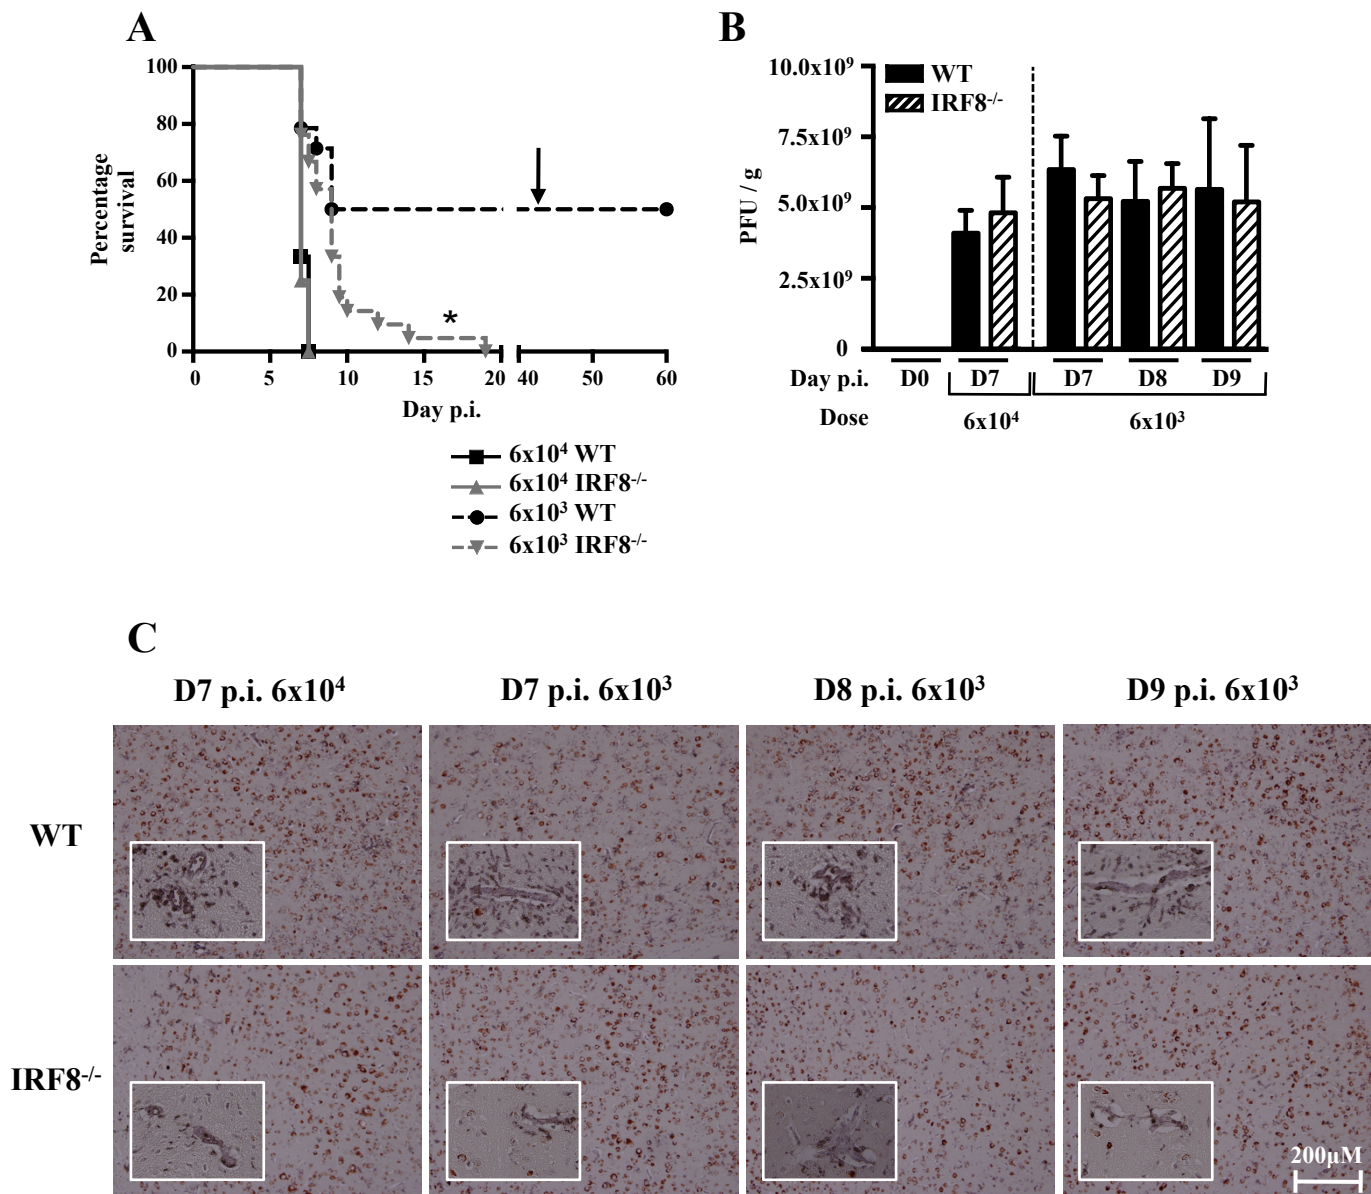 A
100
80
60
40
20
0
Percentage
survival
*
0 5 10 15 20 40 50 60
Day p.i.
6x10⁴ WT
6x10⁴ IRF8⁻/⁻
6x10³ WT
6x10³ IRF8⁻/⁻
B
10.0x10⁹
7.5x10⁹
5.0x10⁹
2.5x10⁹
0
PFU / g
WT
IRF8⁻/⁻
Day p.i. D0 D7 D7 D8 D9
Dose 6x10⁴ 6x10³
C
D7 p.i. 6x10⁴ D7 p.i. 6x10³ D8 p.i. 6x10³ D9 p.i. 6x10³
WT
IRF8⁻/⁻
200µM